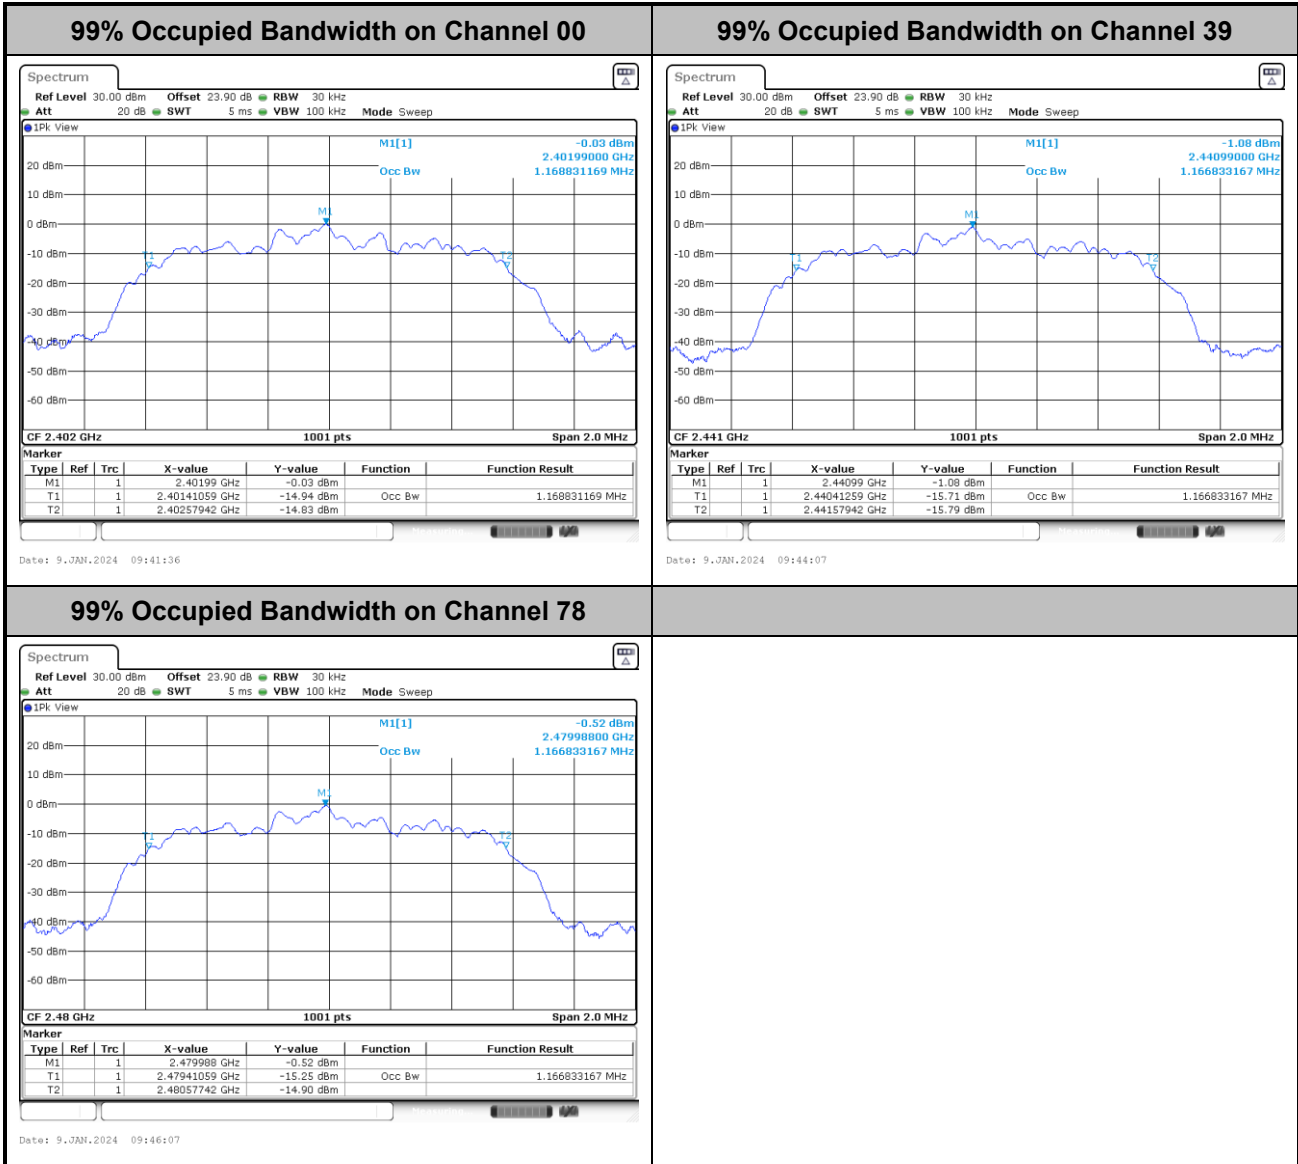 99% Occupied Bandwidth on Channel 00
99% Occupied Bandwidth on Channel 39
Spectrum
Ref Level 30.00 dBm Offset 23.90 dB RBW 30 kHz
Att 20 dB SWT 5 ms VBW 100 kHz Mode Sweep
1Pk View
M1[1] -0.03 dBm
2.40199000 GHz
Occ Bw 1.168831169 MHz
20 dBm
10 dBm
0 dBm
-10 dBm
-20 dBm
-30 dBm
-40 dBm
-50 dBm
-60 dBm
M1
T1
T2
CF 2.402 GHz 1001 pts Span 2.0 MHz
Marker
Type Ref Trc X-value Y-value Function Function Result
M1 1 2.40199 GHz -0.03 dBm
T1 1 2.40141059 GHz -14.94 dBm Occ Bw 1.168831169 MHz
T2 1 2.40257942 GHz -14.83 dBm
Date: 9.JAN.2024 09:41:36
Spectrum
Ref Level 30.00 dBm Offset 23.90 dB RBW 30 kHz
Att 20 dB SWT 5 ms VBW 100 kHz Mode Sweep
1Pk View
M1[1] -1.08 dBm
2.44099000 GHz
Occ Bw 1.166833167 MHz
20 dBm
10 dBm
0 dBm
-10 dBm
-20 dBm
-30 dBm
-40 dBm
-50 dBm
-60 dBm
M1
T1
T2
CF 2.441 GHz 1001 pts Span 2.0 MHz
Marker
Type Ref Trc X-value Y-value Function Function Result
M1 1 2.44099 GHz -1.08 dBm
T1 1 2.44041259 GHz -15.71 dBm Occ Bw 1.166833167 MHz
T2 1 2.44157942 GHz -15.79 dBm
Date: 9.JAN.2024 09:44:07
99% Occupied Bandwidth on Channel 78
Spectrum
Ref Level 30.00 dBm Offset 23.90 dB RBW 30 kHz
Att 20 dB SWT 5 ms VBW 100 kHz Mode Sweep
1Pk View
M1[1] -0.52 dBm
2.47998800 GHz
Occ Bw 1.166833167 MHz
20 dBm
10 dBm
0 dBm
-10 dBm
-20 dBm
-30 dBm
-40 dBm
-50 dBm
-60 dBm
M1
T1
T2
CF 2.48 GHz 1001 pts Span 2.0 MHz
Marker
Type Ref Trc X-value Y-value Function Function Result
M1 1 2.479988 GHz -0.52 dBm
T1 1 2.47941059 GHz -15.25 dBm Occ Bw 1.166833167 MHz
T2 1 2.48057742 GHz -14.90 dBm
Date: 9.JAN.2024 09:46:07